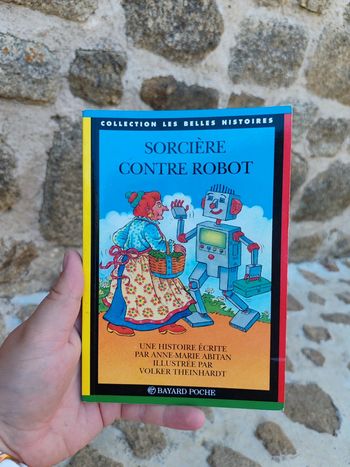 COLLECTION LES BELLES HISTOIRES
SORCIÈRE
CONTRE ROBOT
UNE HISTOIRE ÉCRITE
PAR ANNE-MARIE ABITAN
ILLUSTRÉE PAR
VOLKER THEINHARDT
BAYARD POCHE